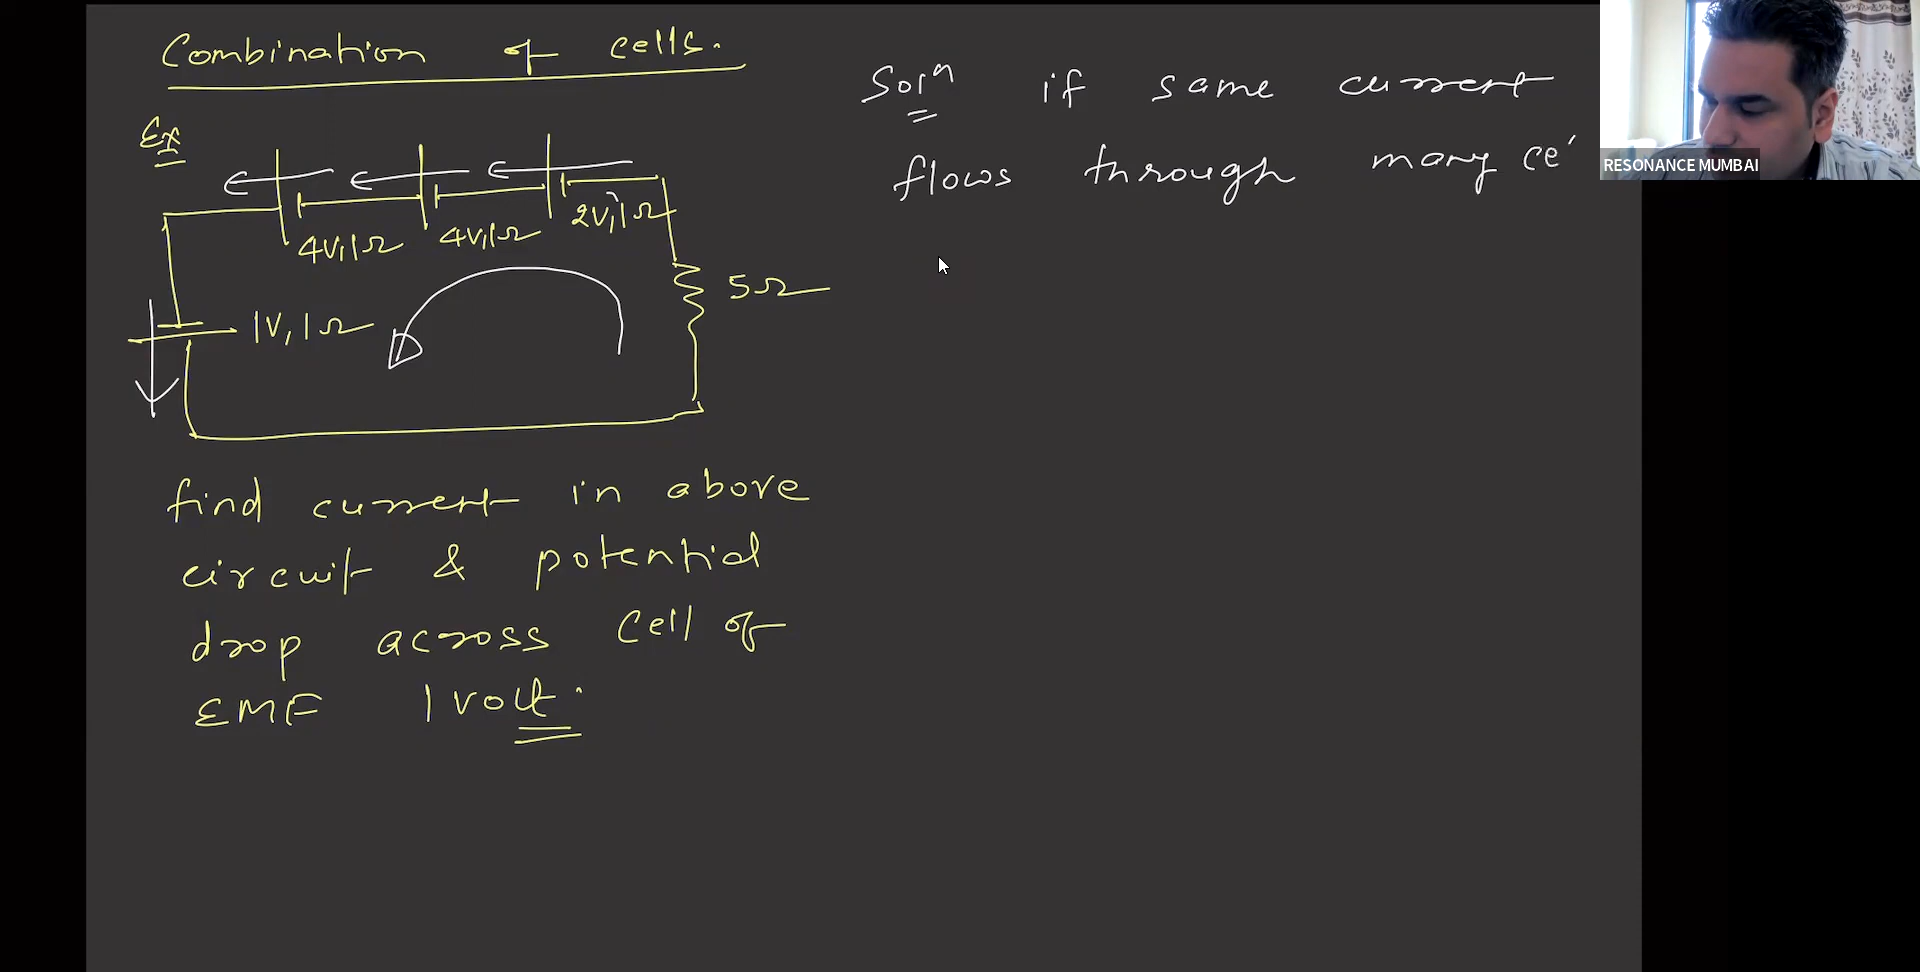 Combination of cells.
Ex
4V, 1Ω
4V, 1Ω
2V, 1Ω
5Ω
1V, 1Ω
find current in above
circuit & potential
drop across cell of
EMF 1 volt.
Solⁿ if same current
flows through many ce
RESONANCE MUMBAI